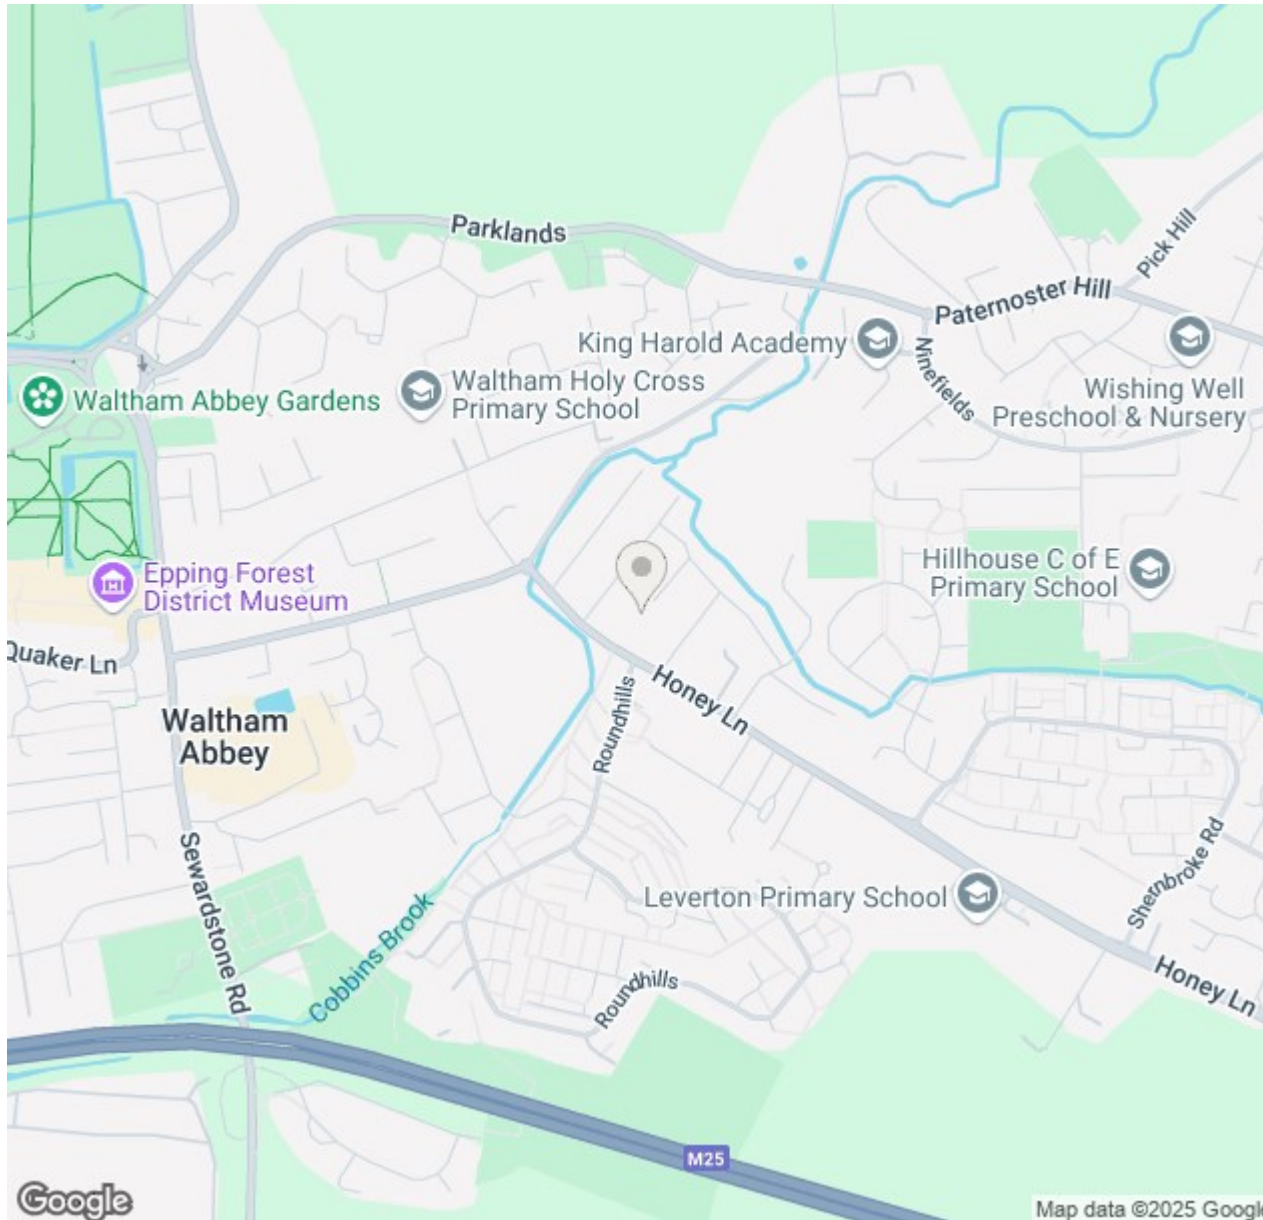 Parklands
Pick Hill
Paternoster Hill
King Harold Academy
Ninefields
Waltham Holy Cross
Primary School
Wishing Well
Preschool & Nursery
Waltham Abbey Gardens
Hillhouse C of E
Primary School
Epping Forest
District Museum
Quaker Ln
Honey Ln
Roundhills
Waltham
Abbey
Sewardstone Rd
Shernbroke Rd
Leverton Primary School
Cobbins Brook
Roundhills
Honey Ln
M25
Google
Map data ©2025 Google